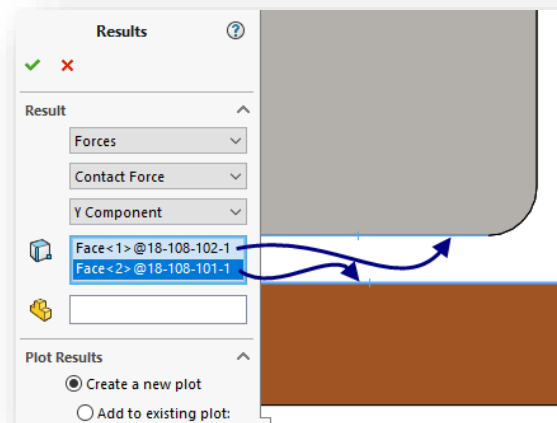 Results
?
Result
Forces
Contact Force
Y Component
Face<1>@18-108-102-1
Face<2>@18-108-101-1
Plot Results
Create a new plot
Add to existing plot: